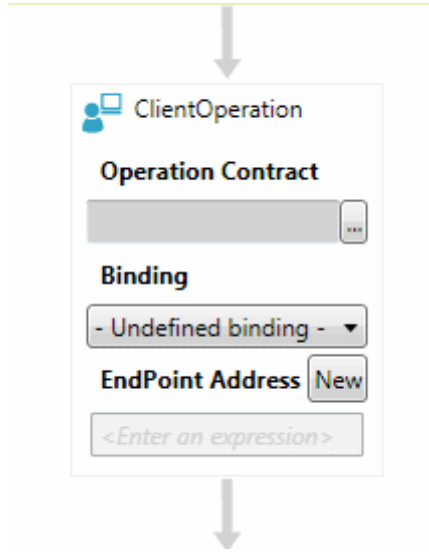 ClientOperation
Operation Contract
...
Binding
- Undefined binding -
EndPoint Address New
<Enter an expression>